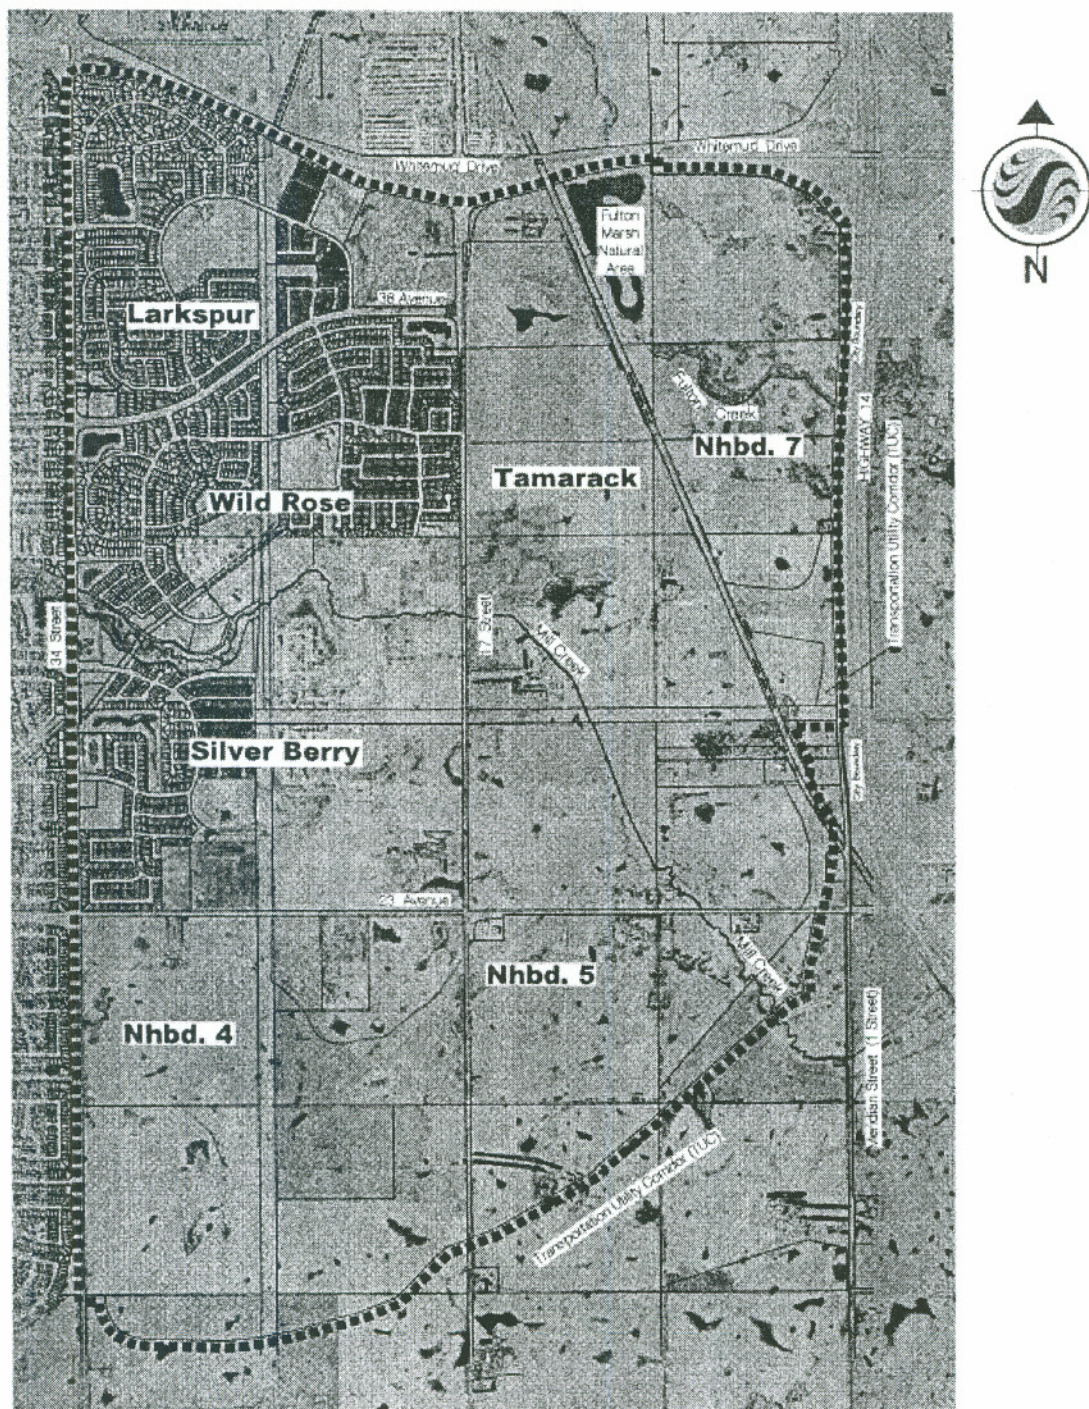 Whitemud Drive
Whitemud Drive
Fulton
Marsh
Natural
Area
N
38 Avenue
Larkspur
City Boundary
Fulton
Creek
HIGHWAY 14
Nhbd. 7
Tamarack
Wild Rose
Transportation Utility Corridor (TUC)
34 Street
17 Street
Mill Creek
Silver Berry
City Boundary
23 Avenue
Nhbd. 5
Mill Creek
Nhbd. 4
Meridian Street (1 Street)
Transportation Utility Corridor (TUC)